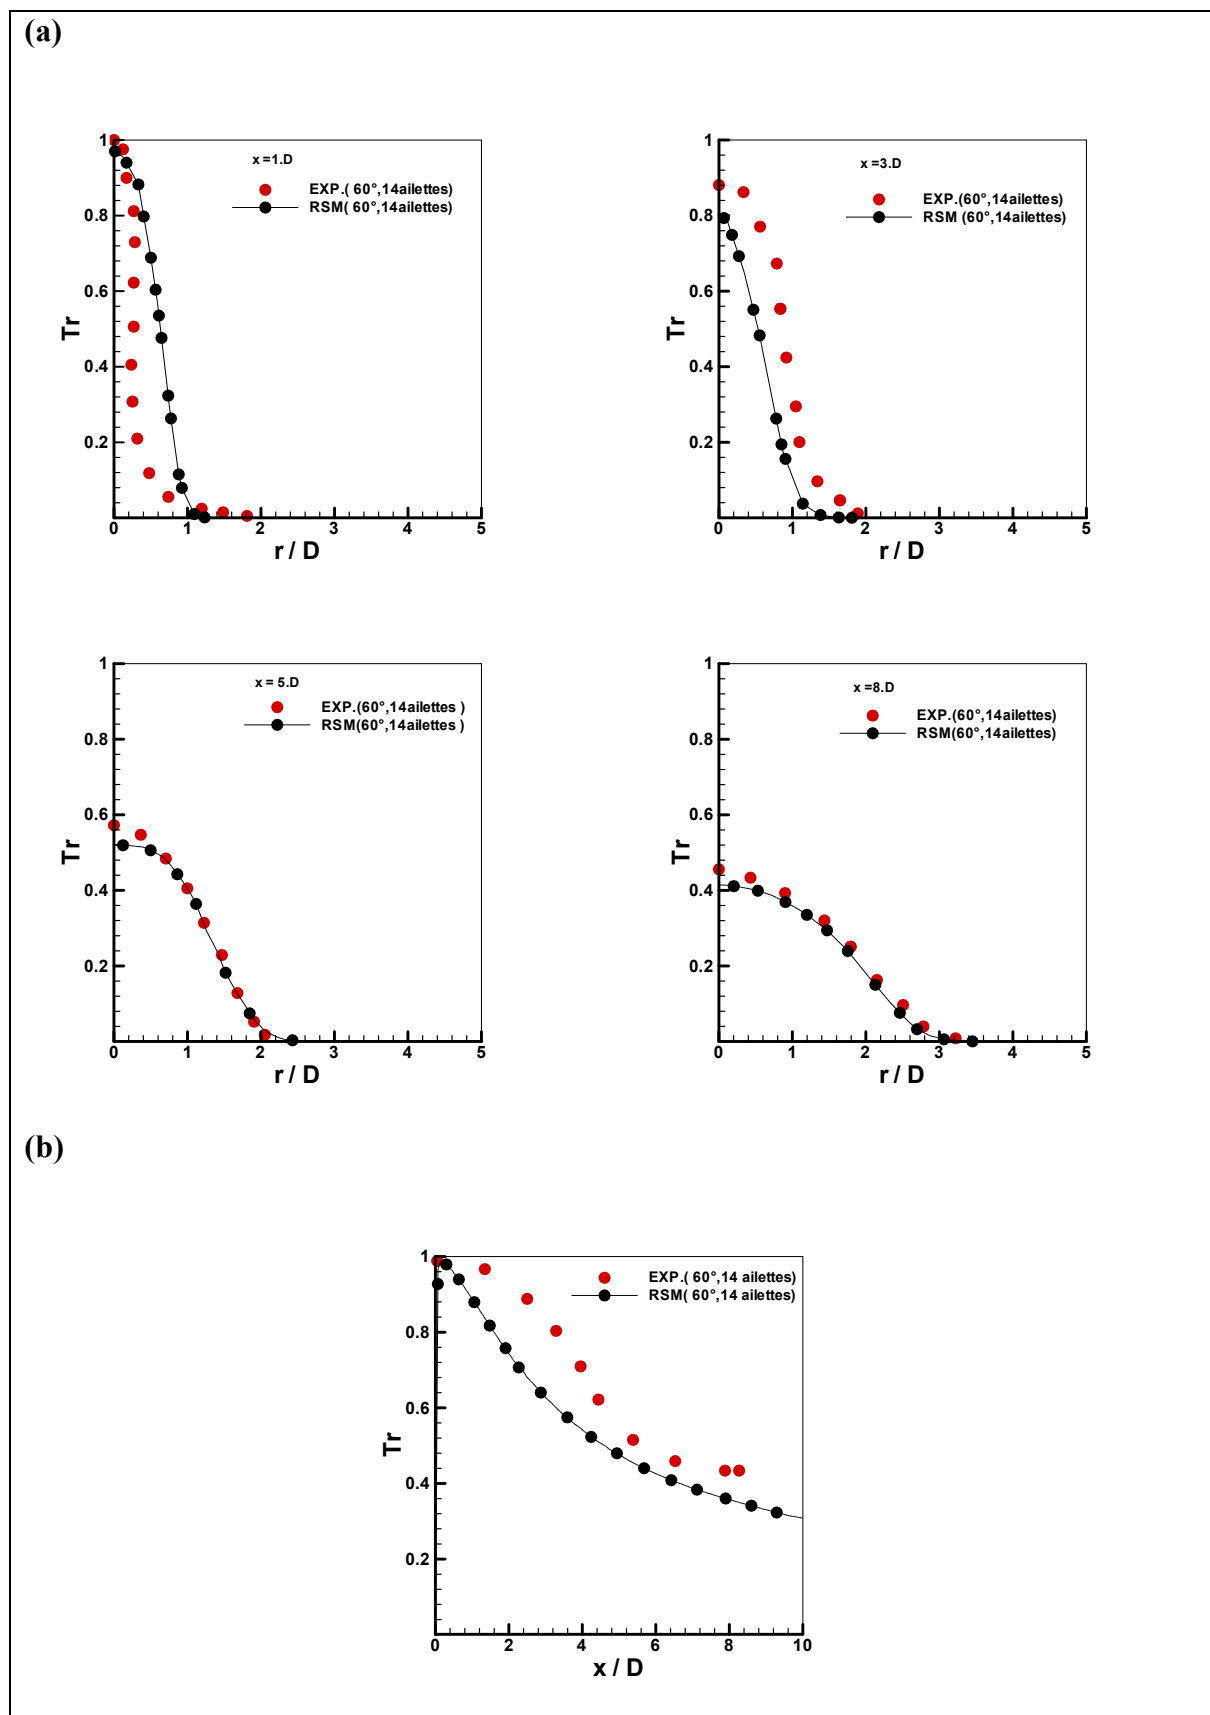 (a)
1
0.8
0.6
0.4
0.2
Tr
x =1.D
EXP.( 60°,14ailettes)
RSM( 60°,14ailettes)
0 1 2 3 4 5
r / D
1
0.8
0.6
0.4
0.2
Tr
x =3.D
EXP.(60°,14ailettes)
RSM (60°,14ailettes)
0 1 2 3 4 5
r / D
1
0.8
0.6
0.4
0.2
Tr
x = 5.D
EXP.(60°,14ailettes )
RSM(60°,14ailettes )
0 1 2 3 4 5
r / D
1
0.8
0.6
0.4
0.2
Tr
x =8.D
EXP.(60°,14ailettes)
RSM(60°,14ailettes)
0 1 2 3 4 5
r / D
(b)
1
0.8
0.6
0.4
0.2
Tr
EXP.( 60°,14 ailettes)
RSM( 60°,14 ailettes)
0 2 4 6 8 10
x / D